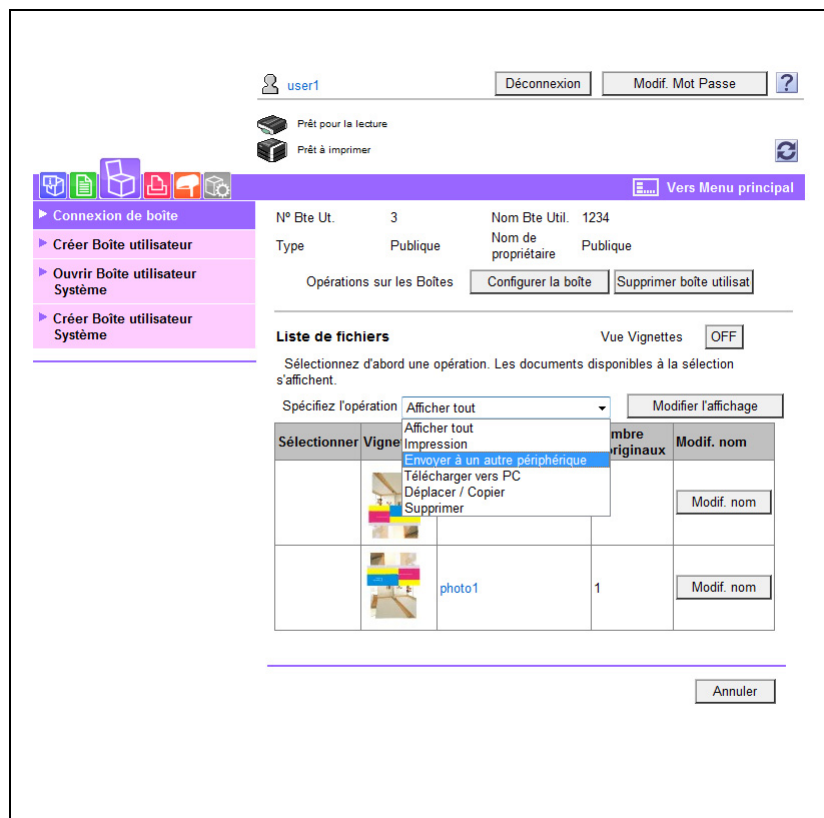 user1
Déconnexion
Modif. Mot Passe
?
Prêt pour la lecture
Prêt à imprimer
Vers Menu principal
Connexion de boîte
Créer Boîte utilisateur
Ouvrir Boîte utilisateur
Système
Créer Boîte utilisateur
Système
Nº Bte Ut. 3 Nom Bte Util. 1234
Type Publique Nom de
propriétaire Publique
Opérations sur les Boîtes Configurer la boîte Supprimer boîte utilisat
Liste de fichiers Vue Vignettes OFF
Sélectionnez d'abord une opération. Les documents disponibles à la sélection
s'affichent.
Spécifiez l'opération Afficher tout Modifier l'affichage
Afficher tout
Impression
Envoyer à un autre périphérique
Télécharger vers PC
Déplacer / Copier
Supprimer
Sélectionner Modif. nom
Modif. nom
photo1 1 Modif. nom
Annuler